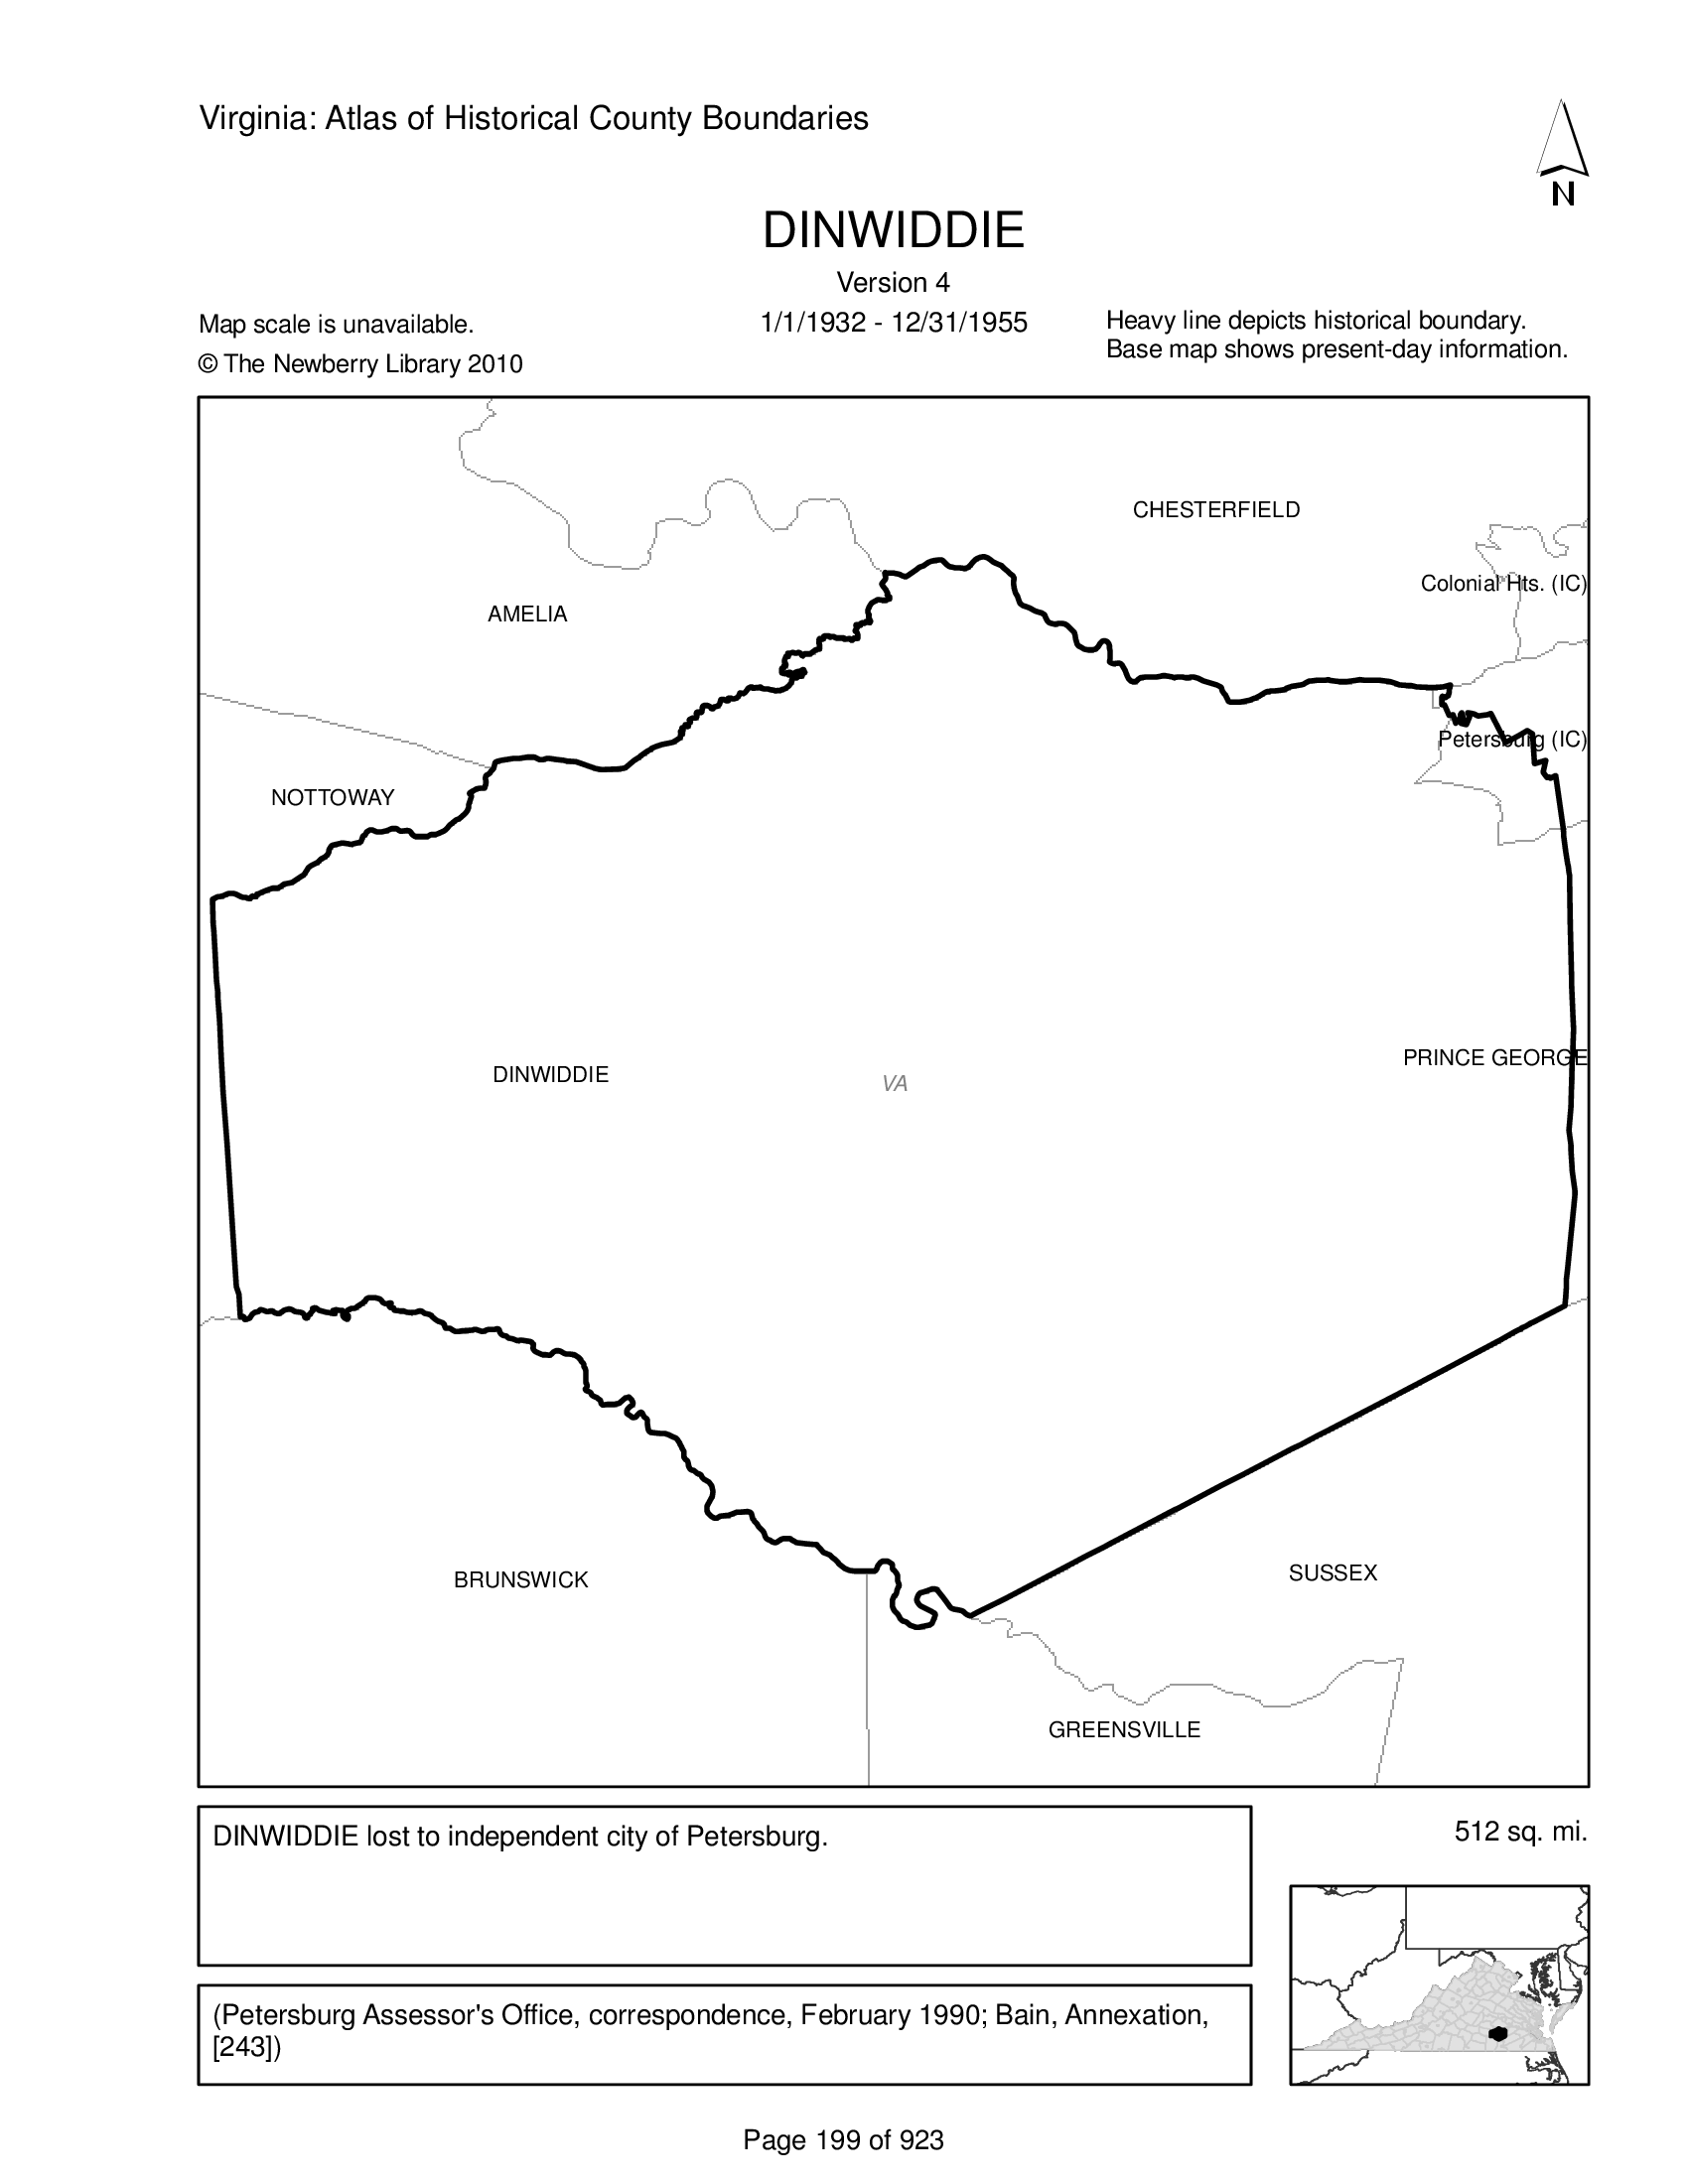 Virginia: Atlas of Historical County Boundaries
N
DINWIDDIE
Version 4
1/1/1932 - 12/31/1955
Map scale is unavailable.
© The Newberry Library 2010
Heavy line depicts historical boundary.
Base map shows present-day information.
CHESTERFIELD
Colonial Hts. (IC)
AMELIA
Petersburg (IC)
NOTTOWAY
PRINCE GEORGE
DINWIDDIE
VA
SUSSEX
BRUNSWICK
GREENSVILLE
DINWIDDIE lost to independent city of Petersburg.
512 sq. mi.
(Petersburg Assessor's Office, correspondence, February 1990; Bain, Annexation,
[243])
Page 199 of 923